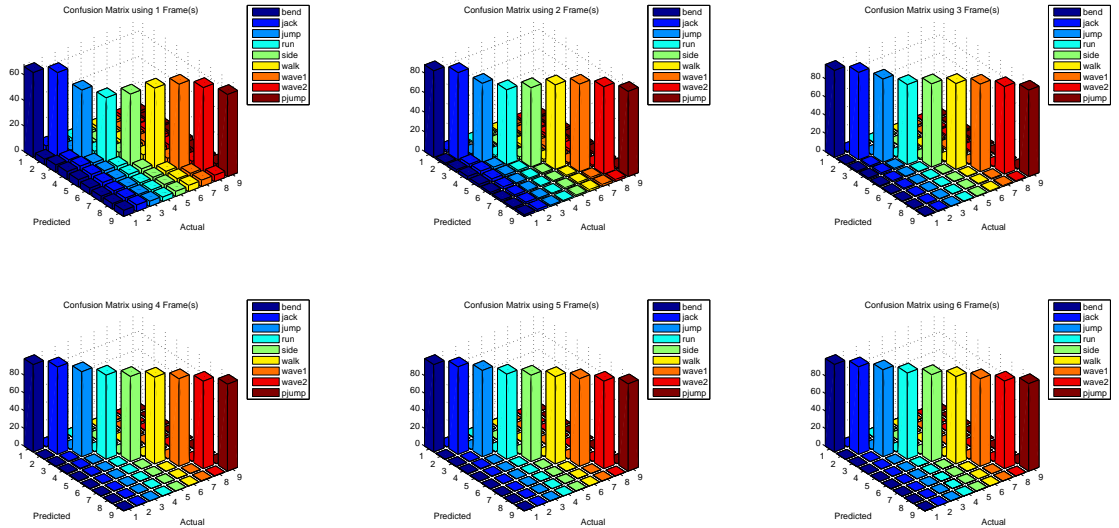 Confusion Matrix using 1 Frame(s)
bend
jack
jump
run
side
walk
wave1
wave2
pjump
60
40
20
0
1
2
3
4
5
6
7
8
9
Predicted
1
2
3
4
5
6
7
8
9
Actual
Confusion Matrix using 2 Frame(s)
bend
jack
jump
run
side
walk
wave1
wave2
pjump
80
60
40
20
0
1
2
3
4
5
6
7
8
9
Predicted
1
2
3
4
5
6
7
8
9
Actual
Confusion Matrix using 3 Frame(s)
bend
jack
jump
run
side
walk
wave1
wave2
pjump
80
60
40
20
0
1
2
3
4
5
6
7
8
9
Predicted
1
2
3
4
5
6
7
8
9
Actual
Confusion Matrix using 4 Frame(s)
bend
jack
jump
run
side
walk
wave1
wave2
pjump
80
60
40
20
0
1
2
3
4
5
6
7
8
9
Predicted
1
2
3
4
5
6
7
8
9
Actual
Confusion Matrix using 5 Frame(s)
bend
jack
jump
run
side
walk
wave1
wave2
pjump
80
60
40
20
0
1
2
3
4
5
6
7
8
9
Predicted
1
2
3
4
5
6
7
8
9
Actual
Confusion Matrix using 6 Frame(s)
bend
jack
jump
run
side
walk
wave1
wave2
pjump
80
60
40
20
0
1
2
3
4
5
6
7
8
9
Predicted
1
2
3
4
5
6
7
8
9
Actual